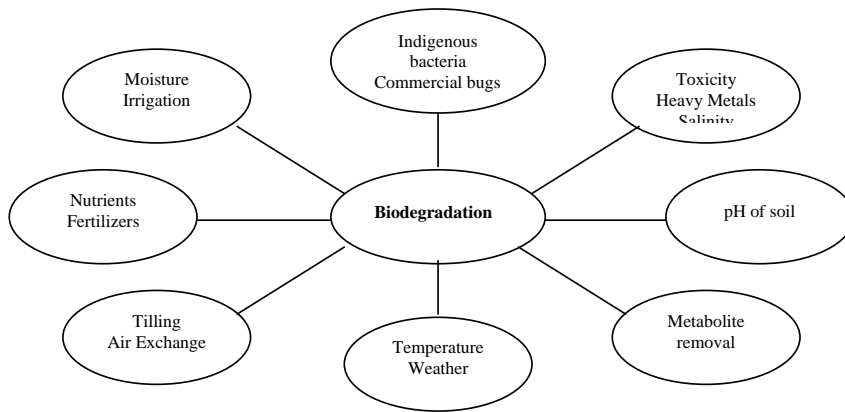 Indigenous
bacteria
Commercial bugs
Moisture
Irrigation
Toxicity
Heavy Metals
Salinity
Nutrients
Fertilizers
Biodegradation
pH of soil
Tilling
Air Exchange
Temperature
Weather
Metabolite
removal